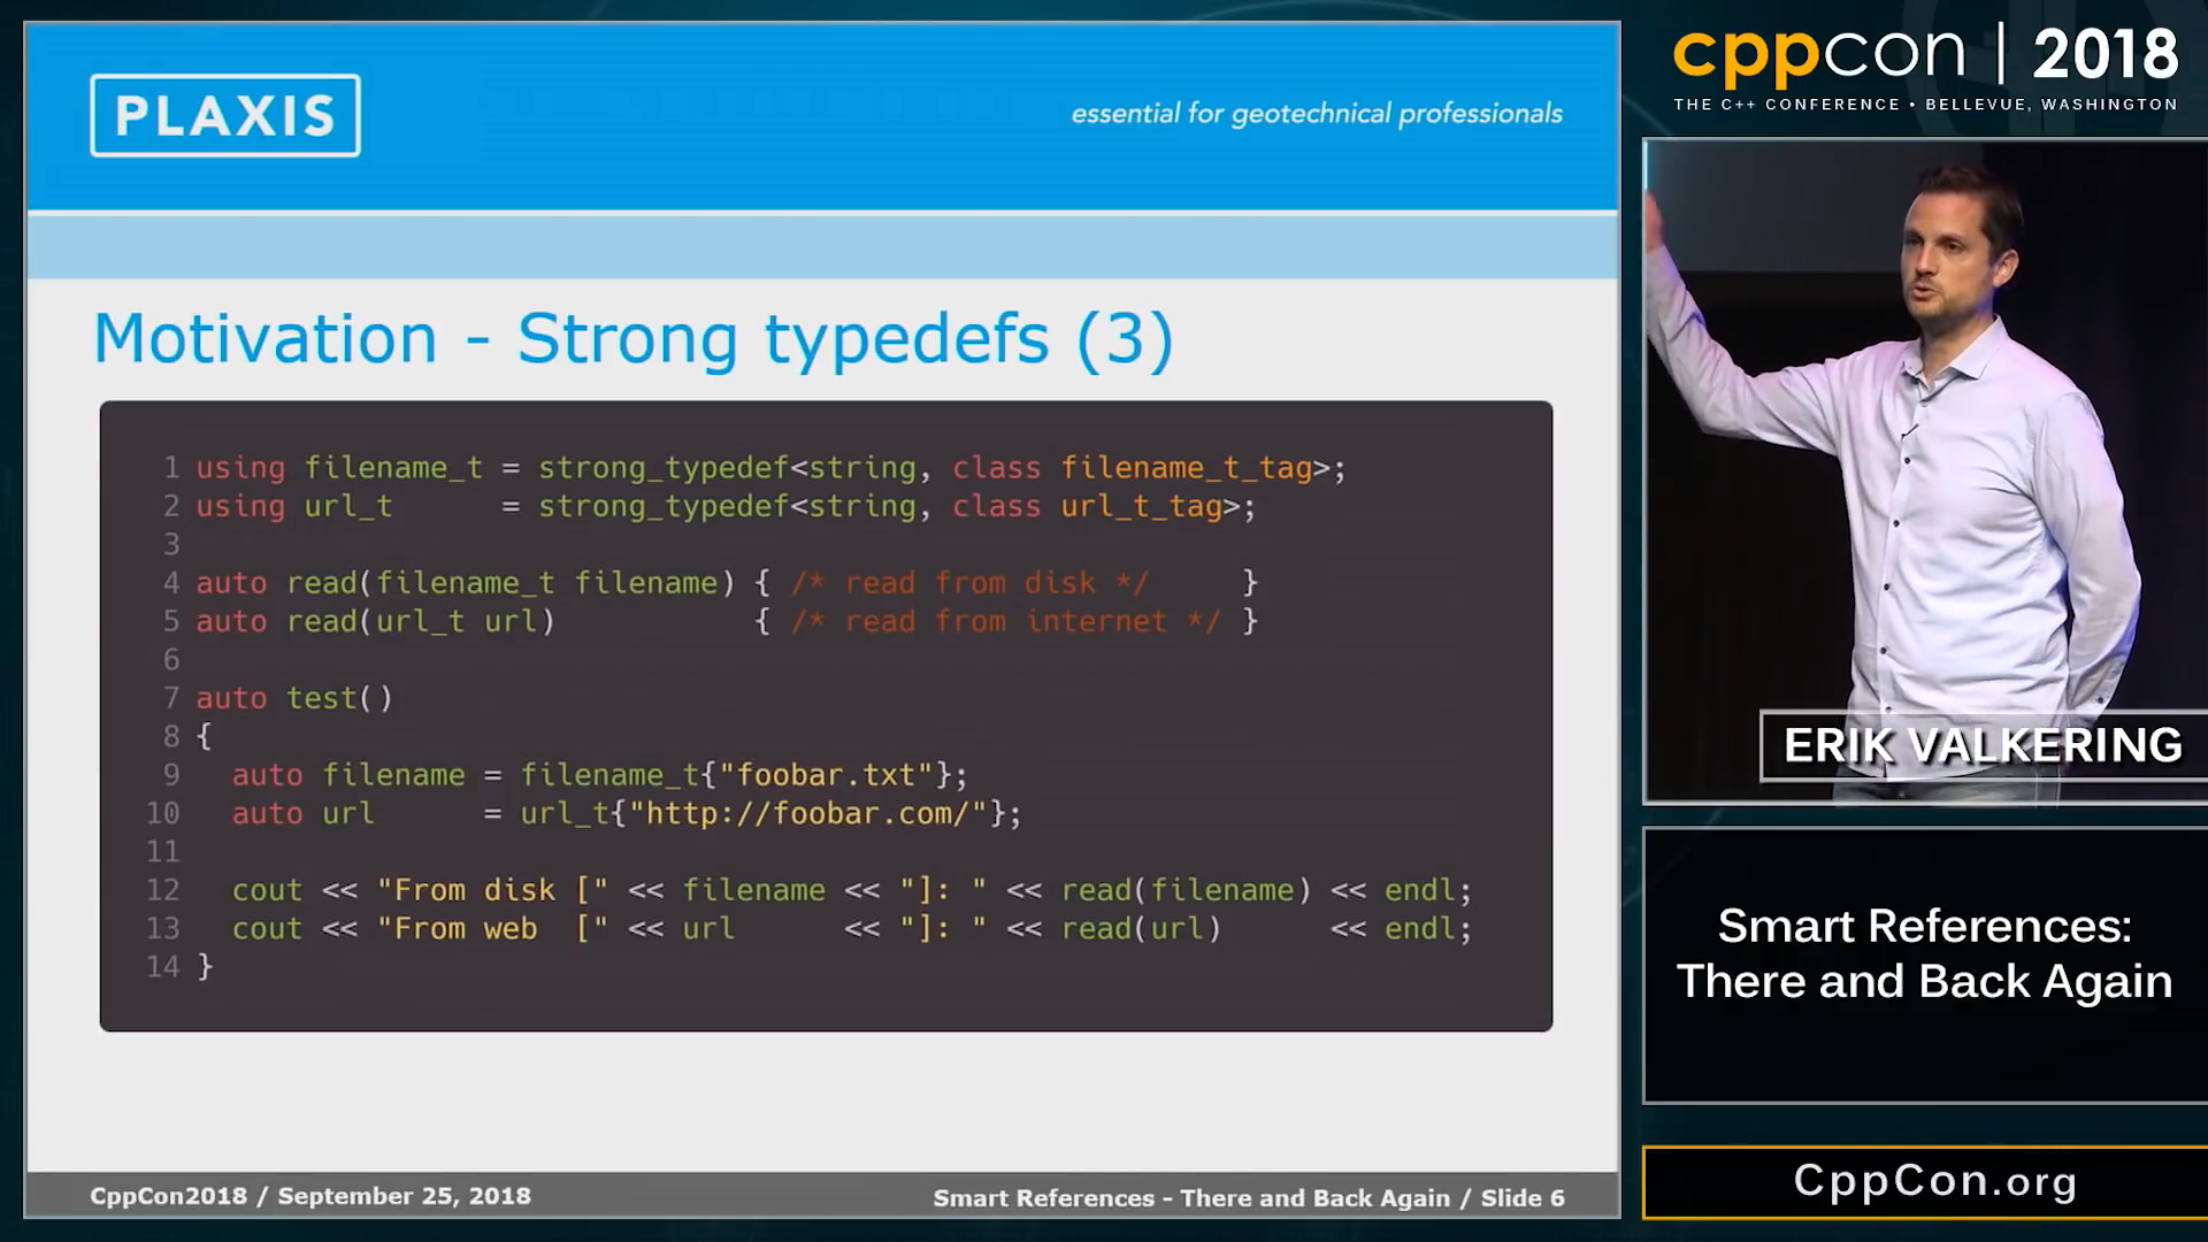 PLAXIS
essential for geotechnical professionals
Motivation - Strong typedefs (3)
1 using filename_t = strong_typedef<string, class filename_t_tag>;
2 using url_t      = strong_typedef<string, class url_t_tag>;
3
4 auto read(filename_t filename) { /* read from disk */     }
5 auto read(url_t url)           { /* read from internet */ }
6
7 auto test()
8 {
9   auto filename = filename_t{"foobar.txt"};
10   auto url      = url_t{"http://foobar.com/"};
11
12   cout << "From disk [" << filename << "]: " << read(filename) << endl;
13   cout << "From web  [" << url      << "]: " << read(url)      << endl;
14 }
CppCon2018 / September 25, 2018
Smart References - There and Back Again / Slide 6
cppcon | 2018
THE C++ CONFERENCE • BELLEVUE, WASHINGTON
ERIK VALKERING
Smart References:
There and Back Again
CppCon.org